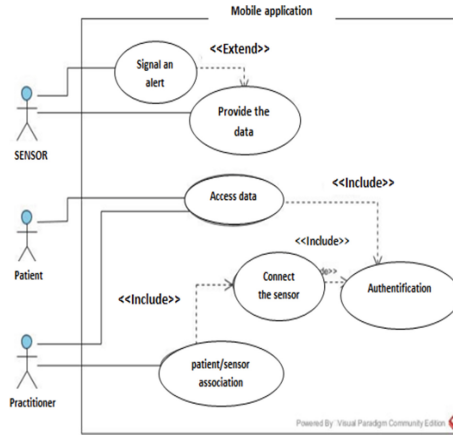 Mobile application
Signal an
alert
<<Extend>>
Provide the
data
SENSOR
Access data
<<Include>>
Patient
<<Include>>
Connect
the sensor
de>>
Authentification
<<Include>>
patient/sensor
association
Practitioner
Powered By Visual Paradigm Community Edition